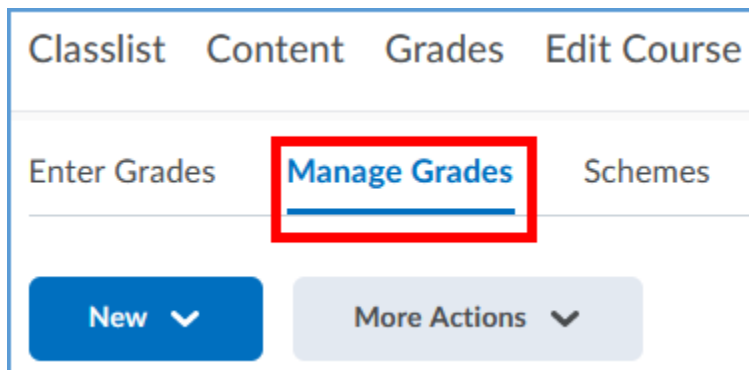 Classlist Content Grades Edit Course
Enter Grades Manage Grades Schemes
New More Actions